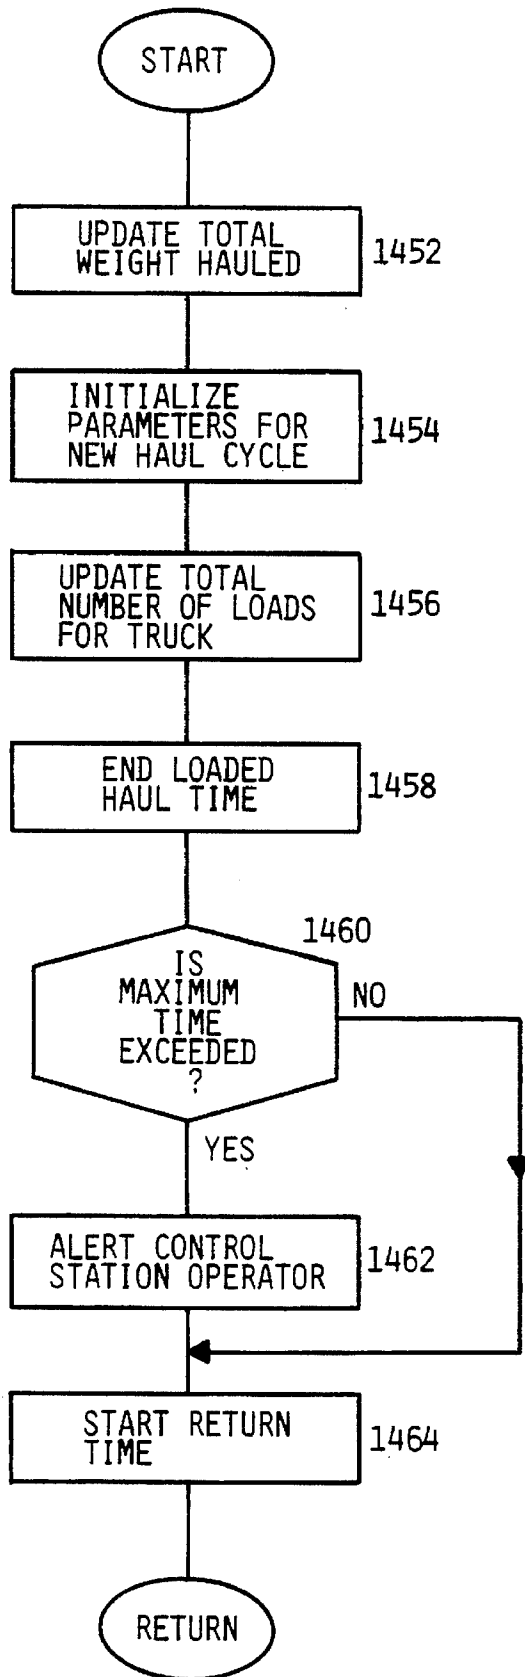 START
UPDATE TOTAL
WEIGHT HAULED
1452
INITIALIZE
PARAMETERS FOR
NEW HAUL CYCLE
1454
UPDATE TOTAL
NUMBER OF LOADS
FOR TRUCK
1456
END LOADED
HAUL TIME
1458
1460
IS
MAXIMUM
TIME
EXCEEDED
?
NO
YES
ALERT CONTROL
STATION OPERATOR
1462
START RETURN
TIME
1464
RETURN